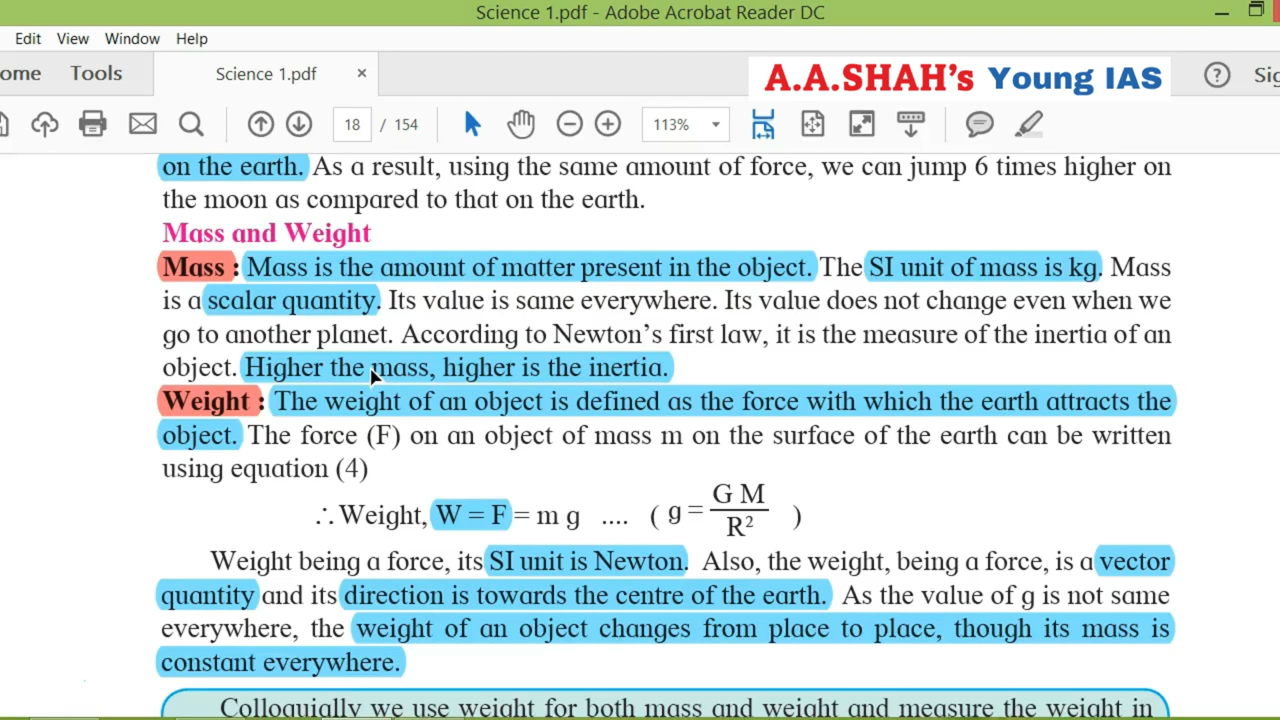 Science 1.pdf - Adobe Acrobat Reader DC
Edit View Window Help
ome Tools Science 1.pdf × A.A.SHAH's Young IAS ? Sig
18 / 154 113%
on the earth. As a result, using the same amount of force, we can jump 6 times higher on
the moon as compared to that on the earth.
Mass and Weight
Mass : Mass is the amount of matter present in the object. The SI unit of mass is kg. Mass
is a scalar quantity. Its value is same everywhere. Its value does not change even when we
go to another planet. According to Newton's first law, it is the measure of the inertia of an
object. Higher the mass, higher is the inertia.
Weight : The weight of an object is defined as the force with which the earth attracts the
object. The force (F) on an object of mass m on the surface of the earth can be written
using equation (4)
∴ Weight, W = F = m g .... ( g = G M / R² )
Weight being a force, its SI unit is Newton. Also, the weight, being a force, is a vector
quantity and its direction is towards the centre of the earth. As the value of g is not same
everywhere, the weight of an object changes from place to place, though its mass is
constant everywhere.
Colloquially we use weight for both mass and weight and measure the weight in